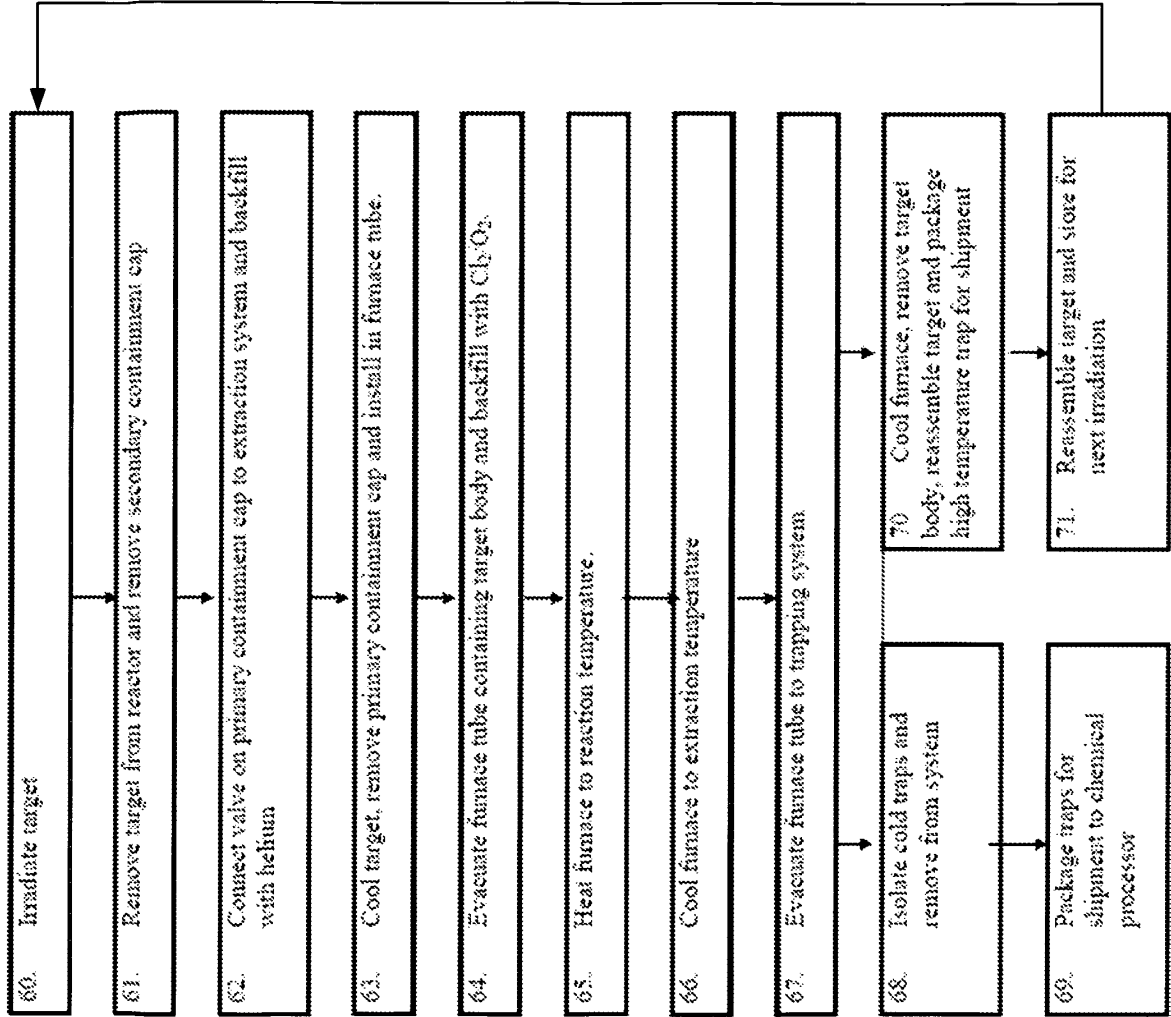 60. Irradiate target
61. Remove target from reactor and remove secondary containment cap
62. Connect valve on primary containment cap to extraction system and backfill
with helium
63. Cool target, remove primary containment cap and install in furnace tube.
64. Evacuate furnace tube containing target body and backfill with Cl₂/O₂.
65. Heat furnace to reaction temperature.
66. Cool furnace to extraction temperature
67. Evacuate furnace tube to trapping system
68. Isolate cold traps and
remove from system
69. Package traps for
shipment to chemical
processor
70 Cool furnace, remove target
body, reassemble target and package
high temperature trap for shipment
71. Reassemble target and store for
next irradiation